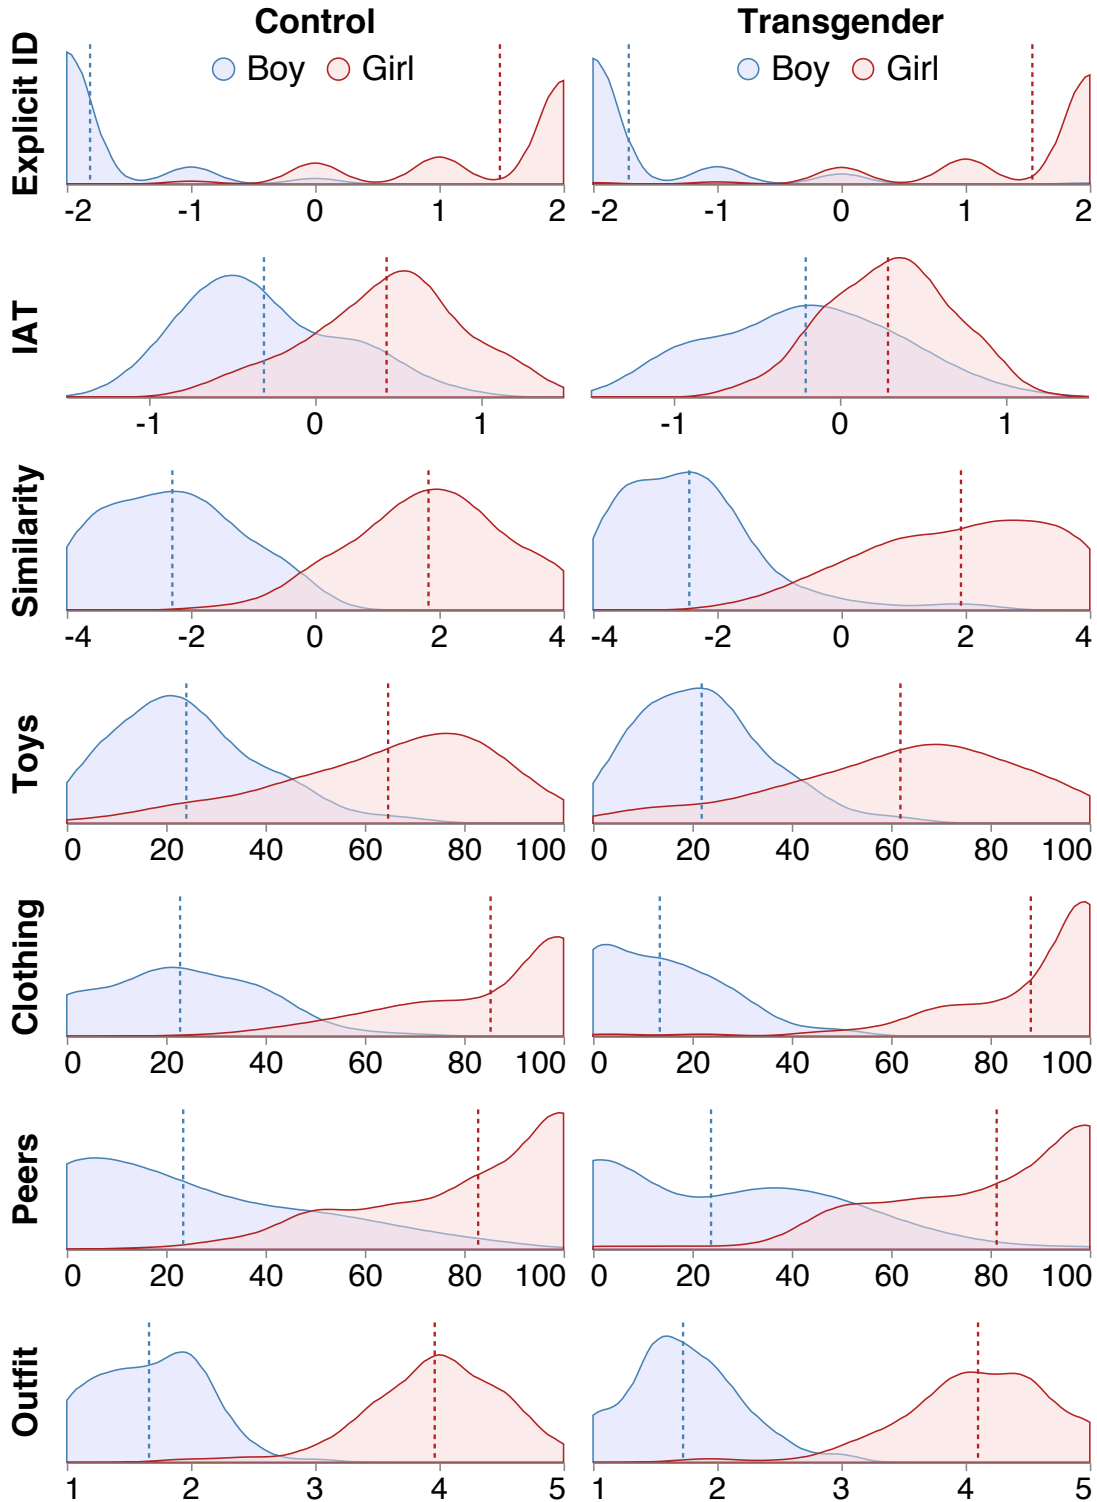 Control Transgender
Boy Girl Boy Girl
Explicit ID
-2 -1 0 1 2 -2 -1 0 1 2
IAT
-1 0 1 -1 0 1
Similarity
-4 -2 0 2 4 -4 -2 0 2 4
Toys
0 20 40 60 80 100 0 20 40 60 80 100
Clothing
0 20 40 60 80 100 0 20 40 60 80 100
Peers
0 20 40 60 80 100 0 20 40 60 80 100
Outfit
1 2 3 4 5 1 2 3 4 5